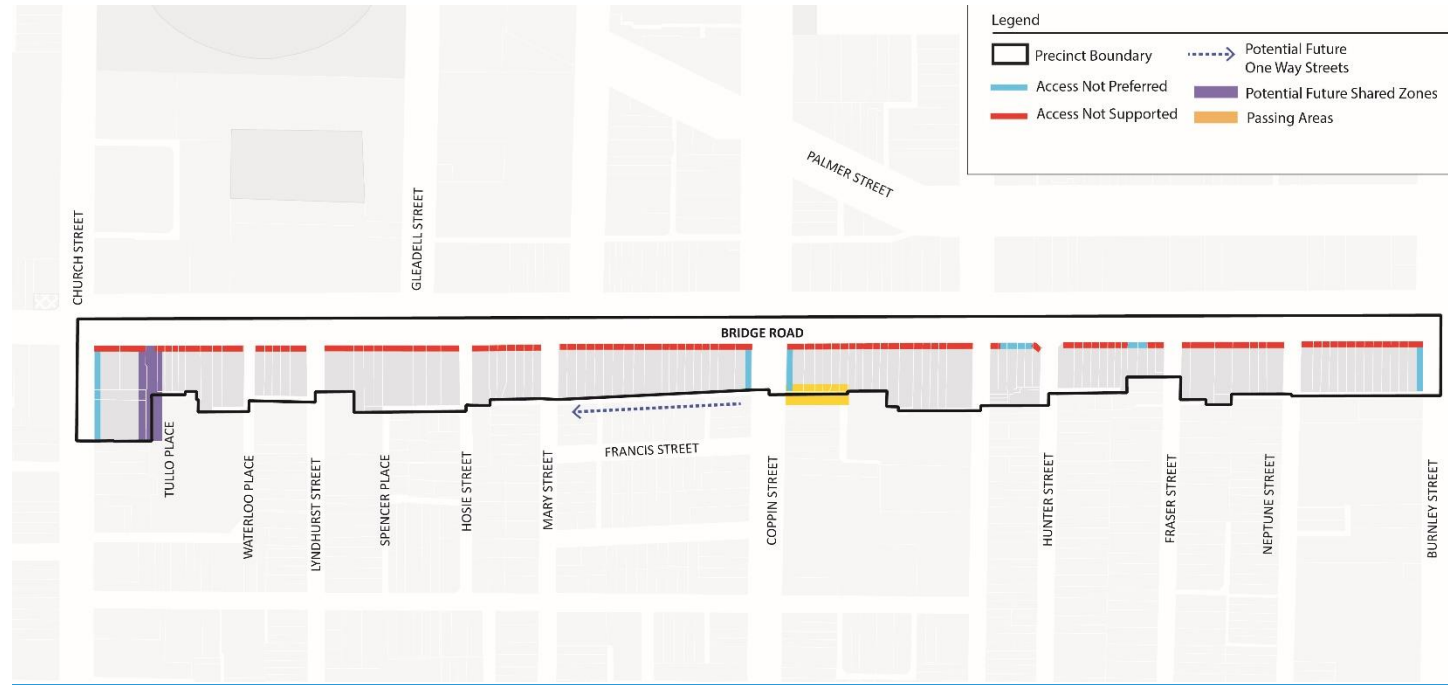 Legend
Precinct Boundary
Potential Future
One Way Streets
Access Not Preferred
Potential Future Shared Zones
Access Not Supported
Passing Areas
PALMER STREET
CHURCH STREET
GLEADELL STREET
BRIDGE ROAD
TULLO PLACE
WATERLOO PLACE
LYNDHURST STREET
SPENCER PLACE
HOSIE STREET
MARY STREET
FRANCIS STREET
COPPIN STREET
HUNTER STREET
FRASER STREET
NEPTUNE STREET
BURNLEY STREET